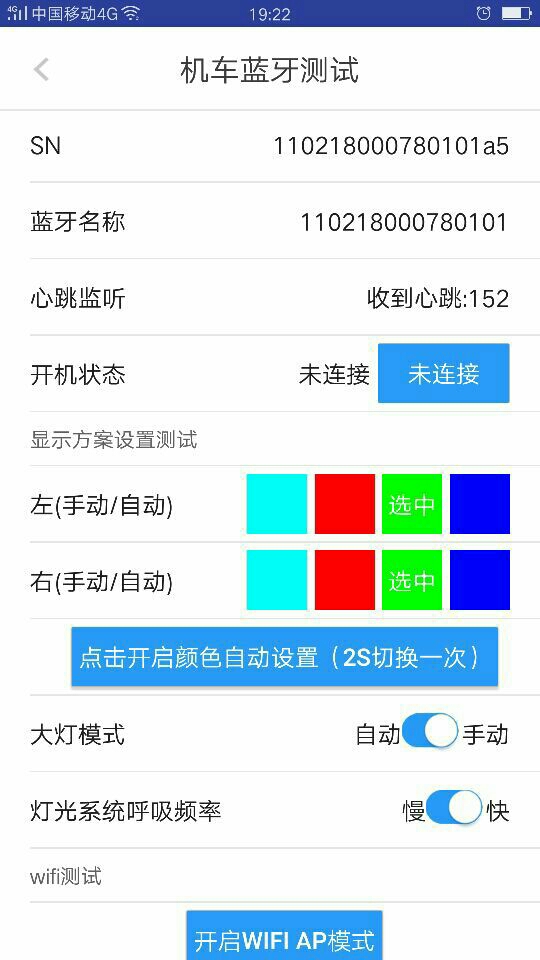 4G 中国移动4G 19:22
机车蓝牙测试
SN 110218000780101a5
蓝牙名称 110218000780101
心跳监听 收到心跳:152
开机状态 未连接 未连接
显示方案设置测试
左(手动/自动) 选中
右(手动/自动) 选中
点击开启颜色自动设置（2S切换一次）
大灯模式 自动 手动
灯光系统呼吸频率 慢 快
wifi测试
开启WIFI AP模式